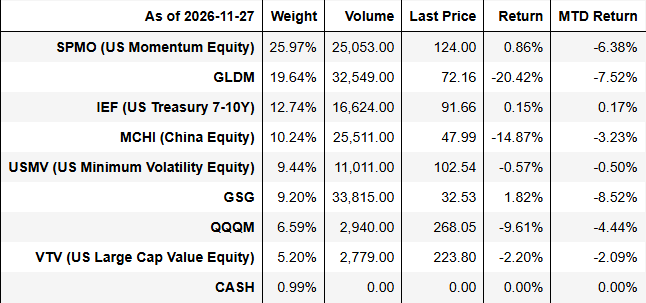 As of 2026-11-27 Weight Volume Last Price Return MTD Return
SPMO (US Momentum Equity) 25.97% 25,053.00 124.00 0.86% -6.38%
GLDM 19.64% 32,549.00 72.16 -20.42% -7.52%
IEF (US Treasury 7-10Y) 12.74% 16,624.00 91.66 0.15% 0.17%
MCHI (China Equity) 10.24% 25,511.00 47.99 -14.87% -3.23%
USMV (US Minimum Volatility Equity) 9.44% 11,011.00 102.54 -0.57% -0.50%
GSG 9.20% 33,815.00 32.53 1.82% -8.52%
QQQM 6.59% 2,940.00 268.05 -9.61% -4.44%
VTV (US Large Cap Value Equity) 5.20% 2,779.00 223.80 -2.20% -2.09%
CASH 0.99% 0.00 0.00 0.00% 0.00%